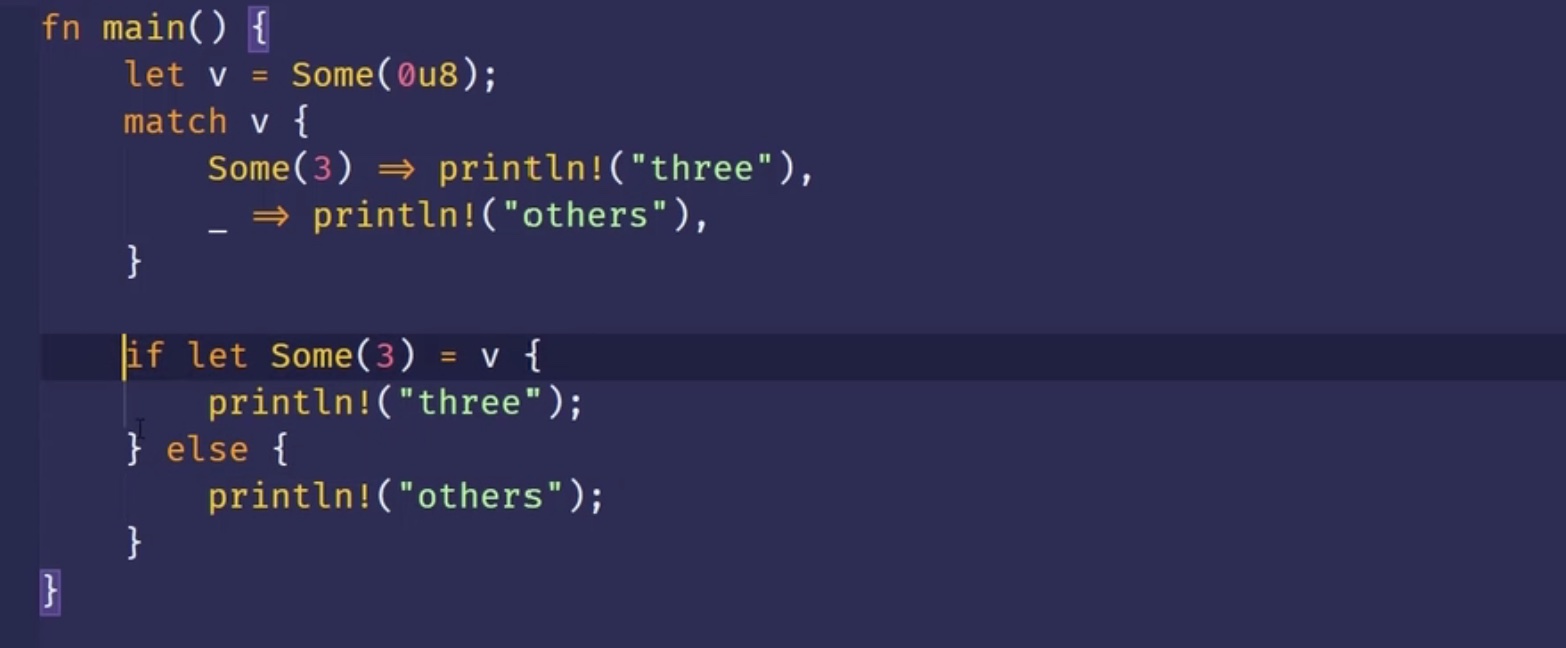 fn main() {
    let v = Some(0u8);
    match v {
        Some(3) => println!("three"),
        _ => println!("others"),
    }

    if let Some(3) = v {
        println!("three");
    } else {
        println!("others");
    }
}